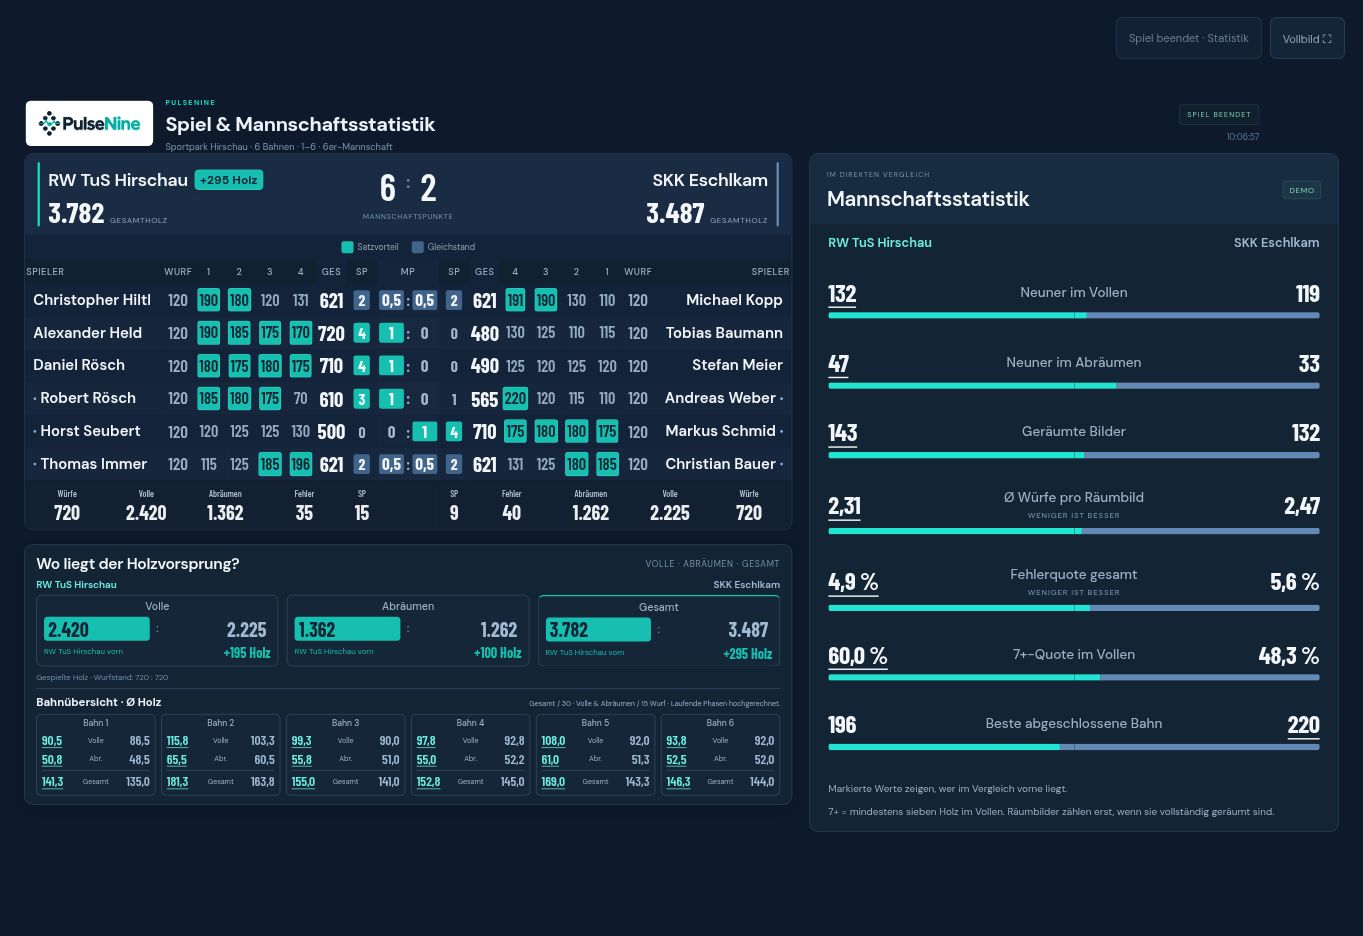 Spiel beendet · Statistik
Vollbild
PulseNine
PULSENINE
Spiel & Mannschaftsstatistik
Sportpark Hirschau · 6 Bahnen · 1–6 · 6er-Mannschaft
SPIEL BEENDET
10:06:57
RW TuS Hirschau +295 Holz 6 : 2 SKK Eschlkam
3.782 GESAMTHOLZ MANNSCHAFTSPUNKTE 3.487 GESAMTHOLZ
Satzvorteil Gleichstand
SPIELER WURF 1 2 3 4 GES SP MP SP GES 4 3 2 1 WURF SPIELER
Christopher Hiltl 120 190 180 120 131 621 2 0,5 : 0,5 2 621 191 190 130 110 120 Michael Kopp
Alexander Held 120 190 185 175 170 720 4 1 : 0 0 480 130 125 110 115 120 Tobias Baumann
Daniel Rösch 120 180 175 180 175 710 4 1 : 0 0 490 125 120 125 120 120 Stefan Meier
· Robert Rösch 120 185 180 175 70 610 3 1 : 0 1 565 220 120 115 110 120 Andreas Weber ·
· Horst Seubert 120 120 125 125 130 500 0 0 : 1 4 710 175 180 180 175 120 Markus Schmid ·
· Thomas Immer 120 115 125 185 196 621 2 0,5 : 0,5 2 621 131 125 180 185 120 Christian Bauer ·
Würfe Volle Abräumen Fehler SP SP Fehler Abräumen Volle Würfe
720 2.420 1.362 35 15 9 40 1.262 2.225 720
Wo liegt der Holzvorsprung? VOLLE · ABRÄUMEN · GESAMT
RW TuS Hirschau SKK Eschlkam
Volle Abräumen Gesamt
2.420 : 2.225 1.362 : 1.262 3.782 : 3.487
RW TuS Hirschau vorn +195 Holz RW TuS Hirschau vorn +100 Holz RW TuS Hirschau vorn +295 Holz
Gespielte Holz · Wurfstand: 720 : 720
Bahnübersicht · Ø Holz Gesamt / 30 · Volle & Abräumen / 15 Wurf · Laufende Phasen hochgerechnet.
Bahn 1 Bahn 2 Bahn 3 Bahn 4 Bahn 5 Bahn 6
90,5 Volle 86,5 115,8 Volle 103,3 99,3 Volle 90,0 97,8 Volle 92,8 108,0 Volle 92,0 93,8 Volle 92,0
50,8 Abr. 48,5 65,5 Abr. 60,5 55,8 Abr. 51,0 55,0 Abr. 52,2 61,0 Abr. 51,3 52,5 Abr. 52,0
141,3 Gesamt 135,0 181,3 Gesamt 163,8 155,0 Gesamt 141,0 152,8 Gesamt 145,0 169,0 Gesamt 143,3 146,3 Gesamt 144,0
IM DIREKTEN VERGLEICH
Mannschaftsstatistik
DEMO
RW TuS Hirschau SKK Eschlkam
132 Neuner im Vollen 119
47 Neuner im Abräumen 33
143 Geräumte Bilder 132
2,31 Ø Würfe pro Räumbild 2,47
WENIGER IST BESSER
4,9 % Fehlerquote gesamt 5,6 %
WENIGER IST BESSER
60,0 % 7+-Quote im Vollen 48,3 %
196 Beste abgeschlossene Bahn 220
Markierte Werte zeigen, wer im Vergleich vorne liegt.
7+ = mindestens sieben Holz im Vollen. Räumbilder zählen erst, wenn sie vollständig geräumt sind.